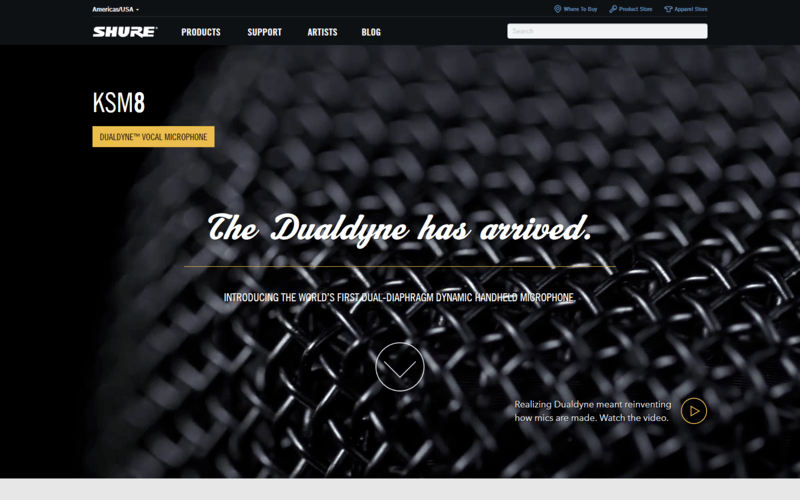 Americas/USA
Where To Buy
Product Store
Apparel Store
SHURE
PRODUCTS
SUPPORT
ARTISTS
BLOG
Search
KSM8
DUALDYNE™ VOCAL MICROPHONE
The Dualdyne has arrived.
INTRODUCING THE WORLD'S FIRST DUAL-DIAPHRAGM DYNAMIC HANDHELD MICROPHONE
Realizing Dualdyne meant reinventing
how mics are made. Watch the video.